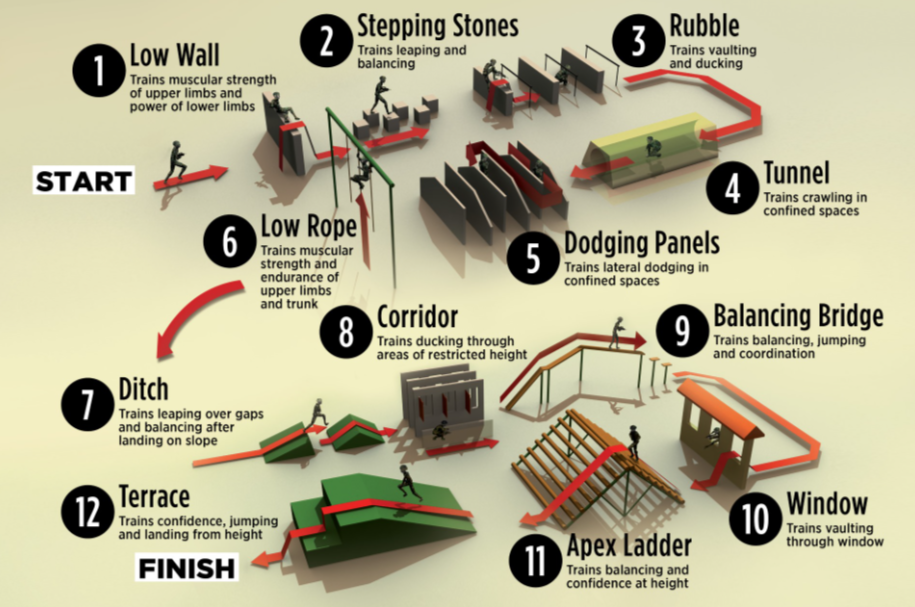 1
Low Wall
Trains muscular strength
of upper limbs and
power of lower limbs
2
Stepping Stones
Trains leaping and
balancing
3
Rubble
Trains vaulting
and ducking
START
4
Tunnel
Trains crawling in
confined spaces
5
Dodging Panels
Trains lateral dodging in
confined spaces
6
Low Rope
Trains muscular
strength and
endurance of
upper limbs
and trunk
7
Ditch
Trains leaping over gaps
and balancing after
landing on slope
8
Corridor
Trains ducking through
areas of restricted height
9
Balancing Bridge
Trains balancing, jumping
and coordination
10
Window
Trains vaulting
through window
11
Apex Ladder
Trains balancing and
confidence at height
12
Terrace
Trains confidence, jumping
and landing from height
FINISH